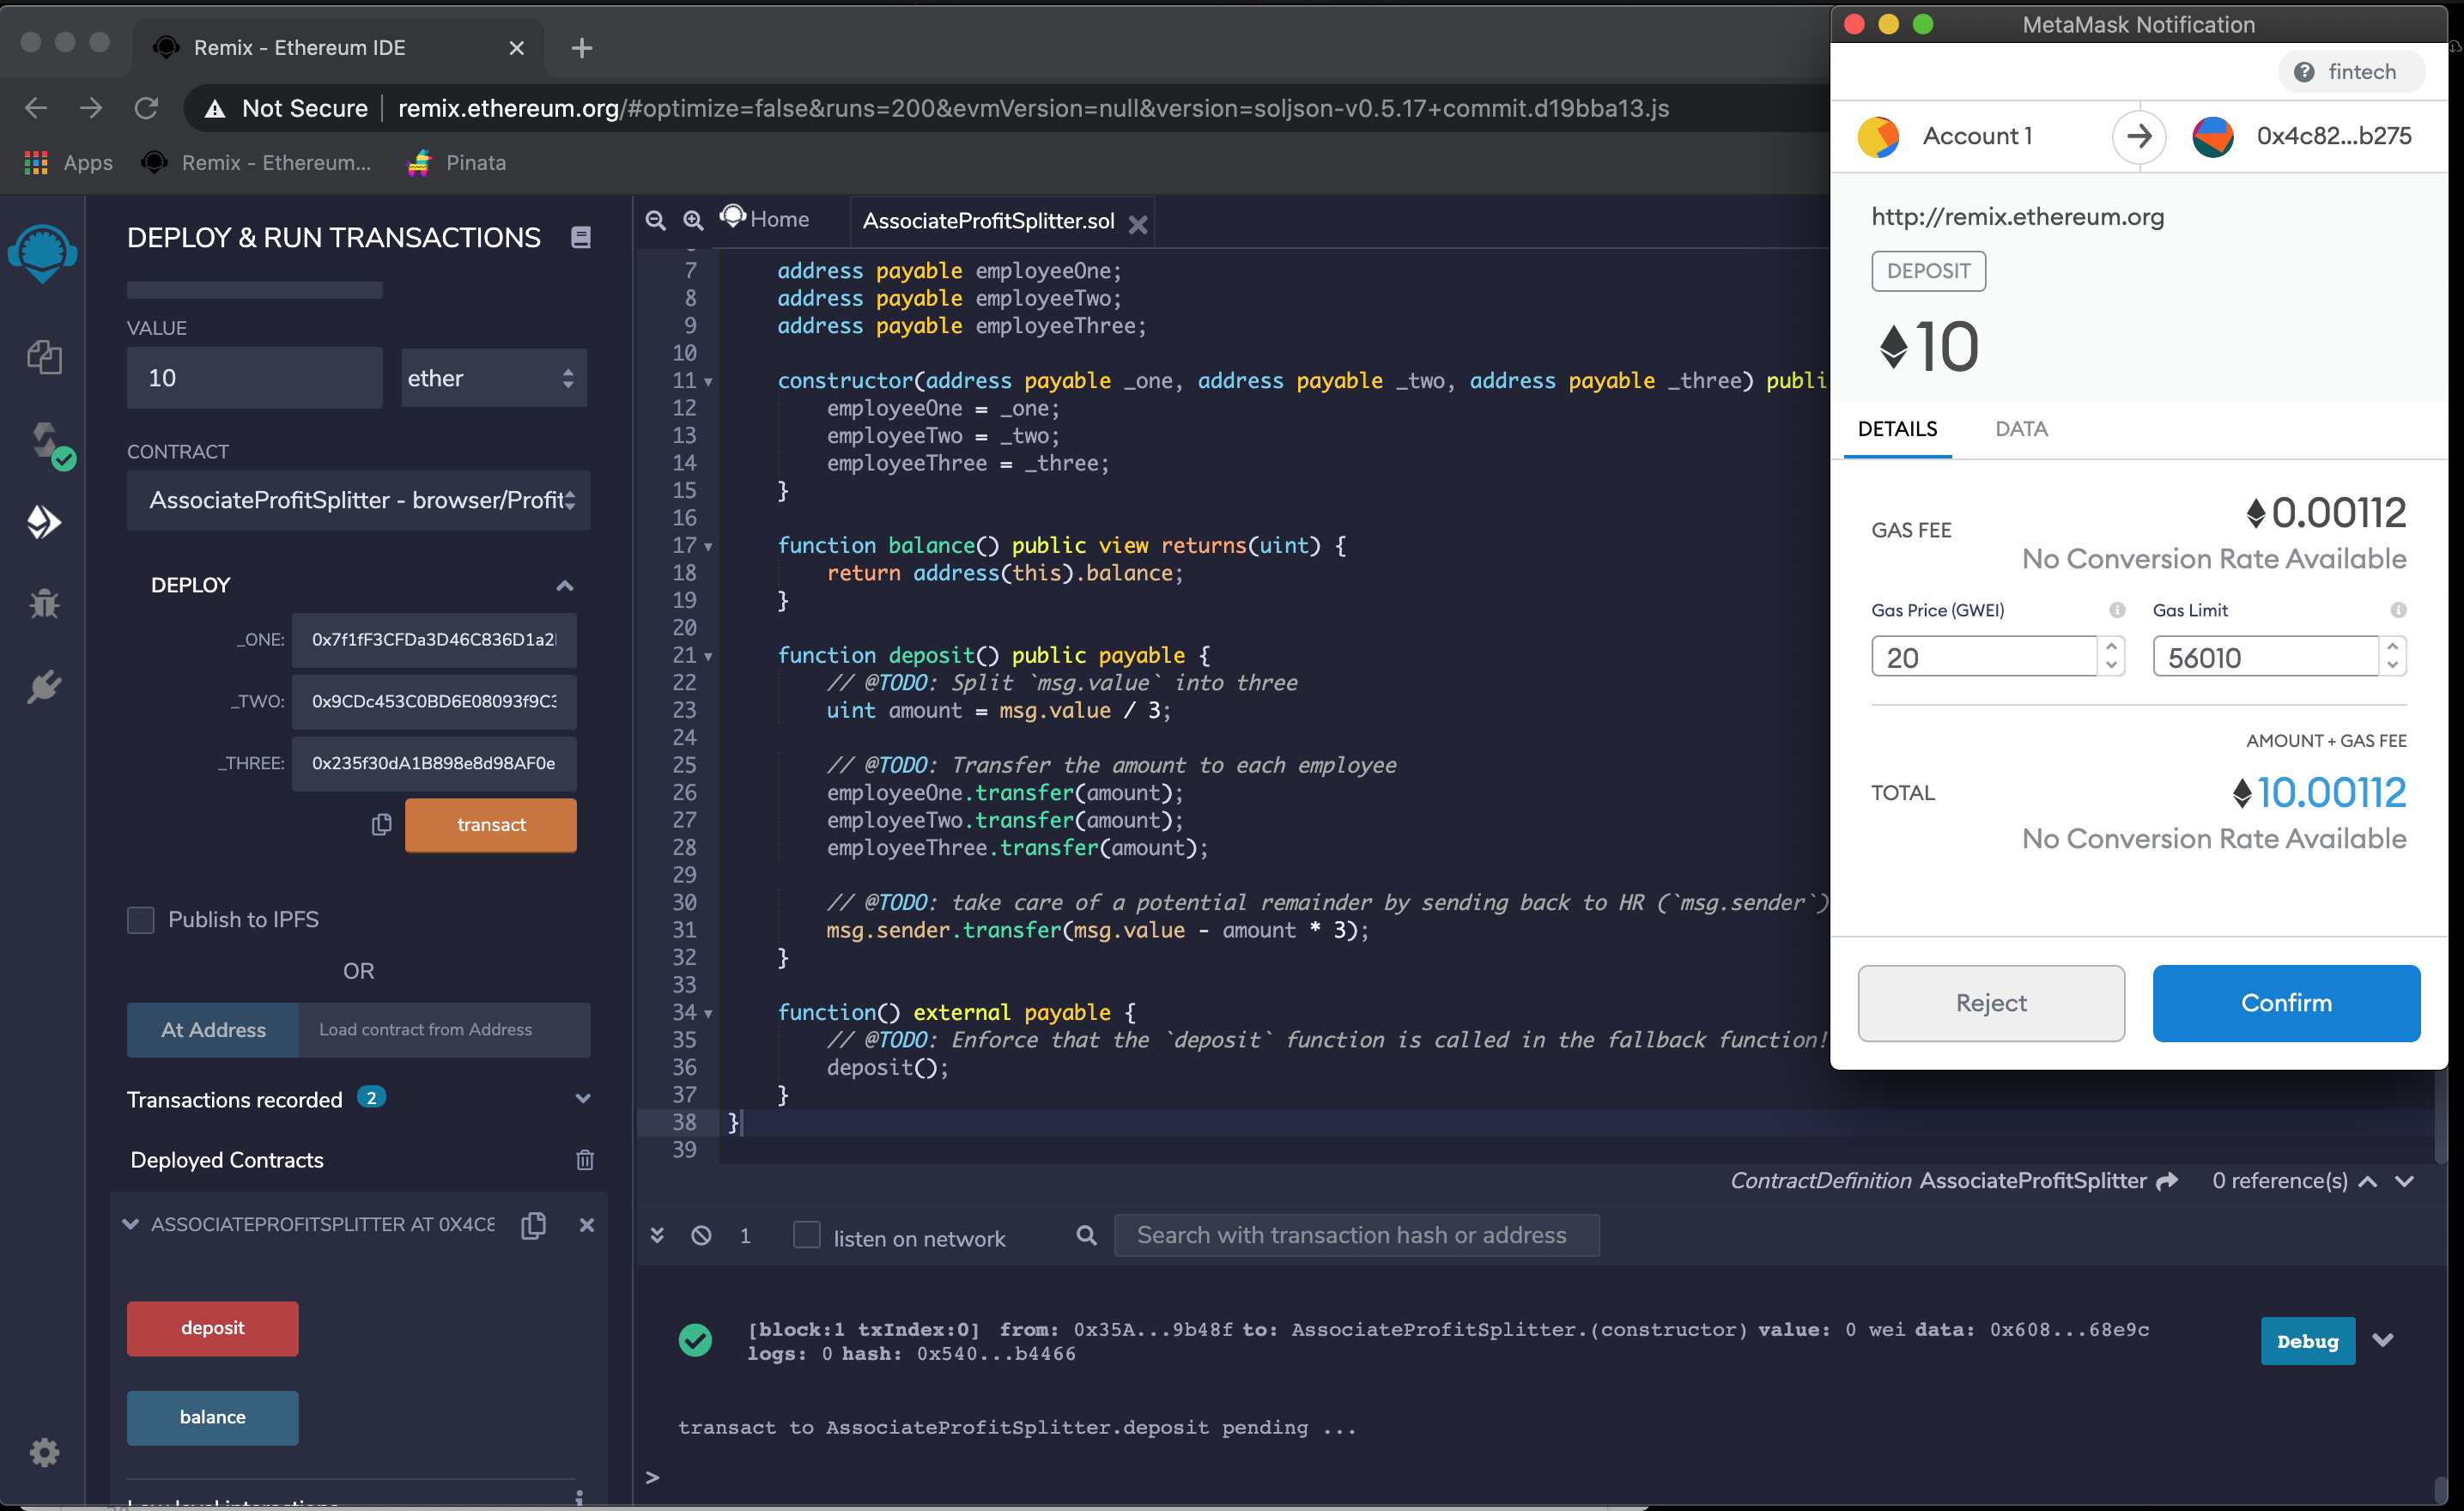 Remix - Ethereum IDE
Not Secure
remix.ethereum.org/#optimize=false&runs=200&evmVersion=null&version=soljson-v0.5.17+commit.d19bba13.js
Apps
Remix - Ethereum...
Pinata
DEPLOY & RUN TRANSACTIONS
VALUE
10
ether
CONTRACT
AssociateProfitSplitter - browser/Profit
DEPLOY
_ONE:
0x7f1fF3CFDa3D46C836D1a2
_TWO:
0x9CDc453C0BD6E08093f9C3
_THREE:
0x235f30dA1B898e8d98AF0e
transact
Publish to IPFS
OR
At Address
Load contract from Address
Transactions recorded 2
Deployed Contracts
ASSOCIATEPROFITSPLITTER AT 0X4C8
deposit
balance
Home
AssociateProfitSplitter.sol
7 address payable employeeOne;
8 address payable employeeTwo;
9 address payable employeeThree;
10
11 constructor(address payable _one, address payable _two, address payable _three) publi
12 employeeOne = _one;
13 employeeTwo = _two;
14 employeeThree = _three;
15 }
16
17 function balance() public view returns(uint) {
18 return address(this).balance;
19 }
20
21 function deposit() public payable {
22 // @TODO: Split `msg.value` into three
23 uint amount = msg.value / 3;
24
25 // @TODO: Transfer the amount to each employee
26 employeeOne.transfer(amount);
27 employeeTwo.transfer(amount);
28 employeeThree.transfer(amount);
29
30 // @TODO: take care of a potential remainder by sending back to HR (`msg.sender`)
31 msg.sender.transfer(msg.value - amount * 3);
32 }
33
34 function() external payable {
35 // @TODO: Enforce that the `deposit` function is called in the fallback function!
36 deposit();
37 }
38 }
39
ContractDefinition AssociateProfitSplitter 0 reference(s)
1
listen on network
Search with transaction hash or address
[block:1 txIndex:0] from: 0x35A...9b48f to: AssociateProfitSplitter.(constructor) value: 0 wei data: 0x608...68e9c
logs: 0 hash: 0x540...b4466
Debug
transact to AssociateProfitSplitter.deposit pending ...
>
MetaMask Notification
fintech
Account 1
0x4c82...b275
http://remix.ethereum.org
DEPOSIT
10
DETAILS
DATA
GAS FEE
0.00112
No Conversion Rate Available
Gas Price (GWEI)
Gas Limit
20
56010
AMOUNT + GAS FEE
TOTAL
10.00112
No Conversion Rate Available
Reject
Confirm